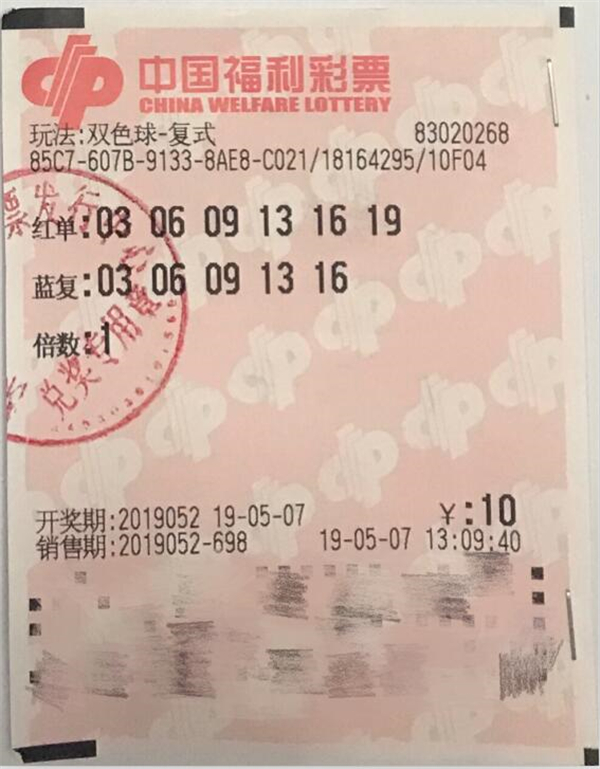 中国福利彩票
CHINA WELFARE LOTTERY
玩法:双色球-复式 83020268
85C7-607B-9133-8AE8-C021/18164295/10F04
票发行
红单:03 06 09 13 16 19
蓝复:03 06 09 13 16
倍数:1
兑奖专用章
开奖期:2019052 19-05-07 ¥:10
销售期:2019052-698 19-05-07 13:09:40